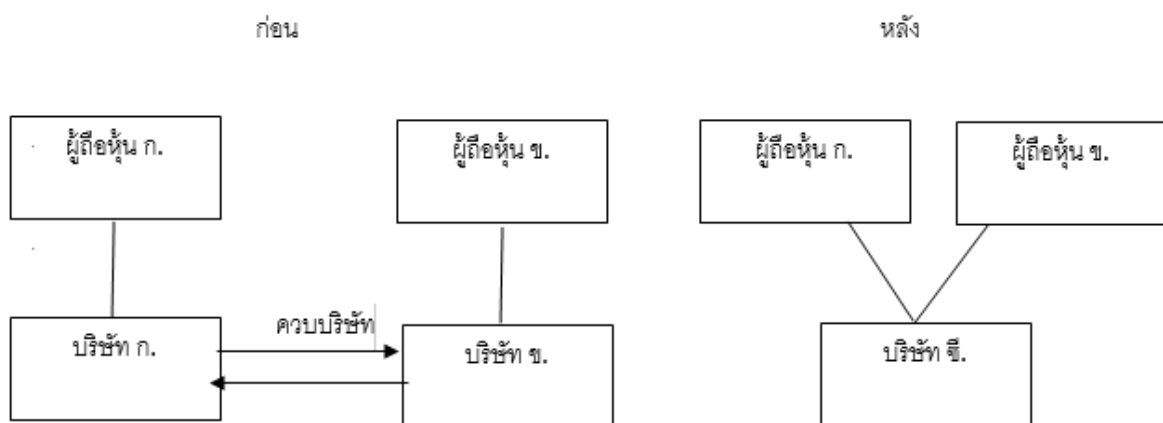 ก่อน
หลัง
ผู้ถือหุ้น ก.
ผู้ถือหุ้น ข.
ผู้ถือหุ้น ก.
ผู้ถือหุ้น ข.
ควบบริษัท
บริษัท ก.
บริษัท ข.
บริษัท ซี.